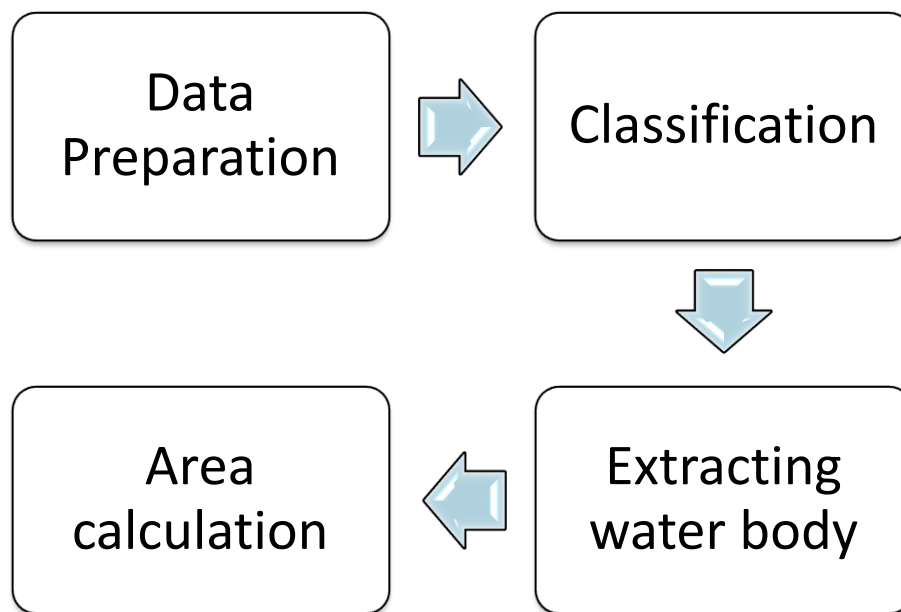 Data
Preparation
Classification
Extracting
water body
Area
calculation